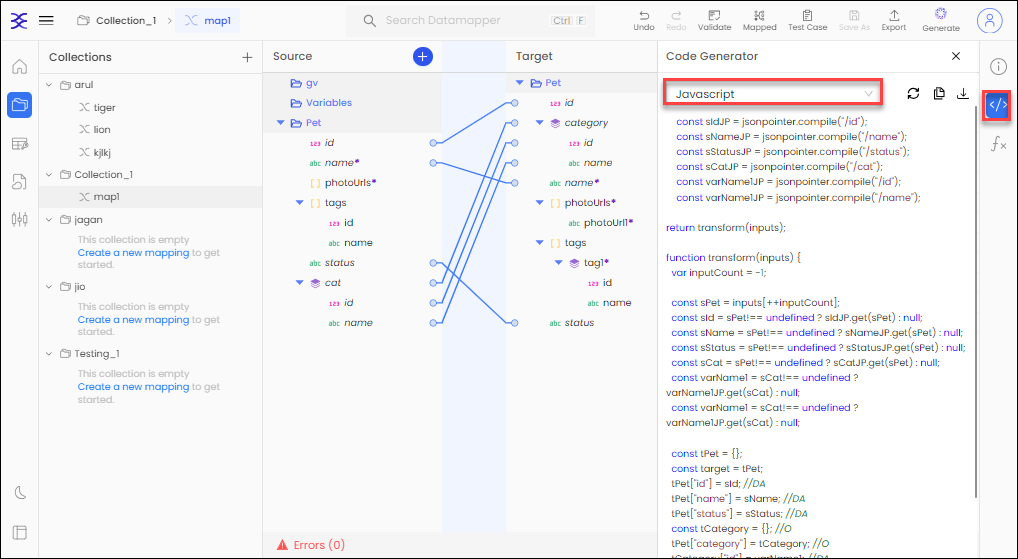 Collection_1
map1
Search Datamapper
Ctrl F
Undo
Redo
Validate
Mapped
Test Case
Save As
Export
Generate
Collections
arul
tiger
lion
kjlkj
Collection_1
map1
jagan
This collection is empty
Create a new mapping to get
started.
jio
This collection is empty
Create a new mapping to get
started.
Testing_1
This collection is empty
Create a new mapping to get
started.
Source
gv
Variables
Pet
123 id
abc name*
[ ] photoUrls*
[ ] tags
123 id
abc name
abc status
cat
123 id
abc name
Target
Pet
123 id
category
123 id
abc name
abc name*
[ ] photoUrls*
abc photoUrl1*
[ ] tags
tag1*
123 id
abc name
abc status
Errors (0)
Code Generator
Javascript
</>
fx
const sIdJP = jsonpointer.compile("/id");
const sNameJP = jsonpointer.compile("/name");
const sStatusJP = jsonpointer.compile("/status");
const sCatJP = jsonpointer.compile("/cat");
const varName1JP = jsonpointer.compile("/id");
const varName1JP = jsonpointer.compile("/name");
return transform(inputs);
function transform(inputs) {
var inputCount = -1;
const sPet = inputs[++inputCount];
const sId = sPet!== undefined ? sIdJP.get(sPet) : null;
const sName = sPet!== undefined ? sNameJP.get(sPet) : null;
const sStatus = sPet!== undefined ? sStatusJP.get(sPet) : null;
const sCat = sPet!== undefined ? sCatJP.get(sPet) : null;
const varName1 = sCat!== undefined ?
varName1JP.get(sCat) : null;
const varName1 = sCat!== undefined ?
varName1JP.get(sCat) : null;
const tPet = {};
const target = tPet;
tPet["id"] = sId; //DA
tPet["name"] = sName; //DA
tPet["status"] = sStatus; //DA
const tCategory = {}; //O
tPet["category"] = tCategory; //O
tCategory["id"] = varName1; //DA